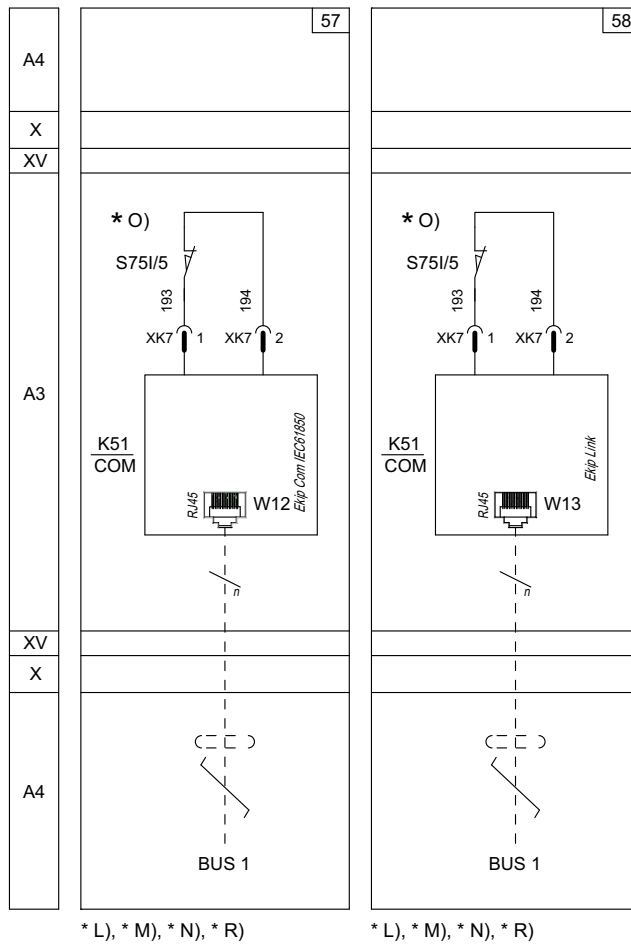 A4
X
XV
A3
XV
X
A4
57
* O)
S75I/5
193
194
XK7
1
XK7
2
K51
COM
Ekip Com IEC61850
RJ45
W12
n
BUS 1
* L), * M), * N), * R)
58
* O)
S75I/5
193
194
XK7
1
XK7
2
K51
COM
Ekip Link
RJ45
W13
n
BUS 1
* L), * M), * N), * R)